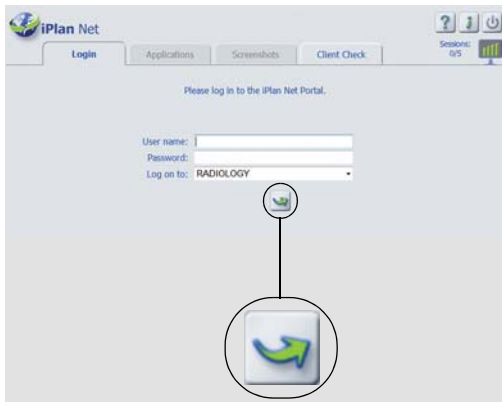 iPlan Net
Login Applications Screenshots Client Check
Sessions:
0/5
Please log in to the iPlan Net Portal.
User name:
Password:
Log on to: RADIOLOGY